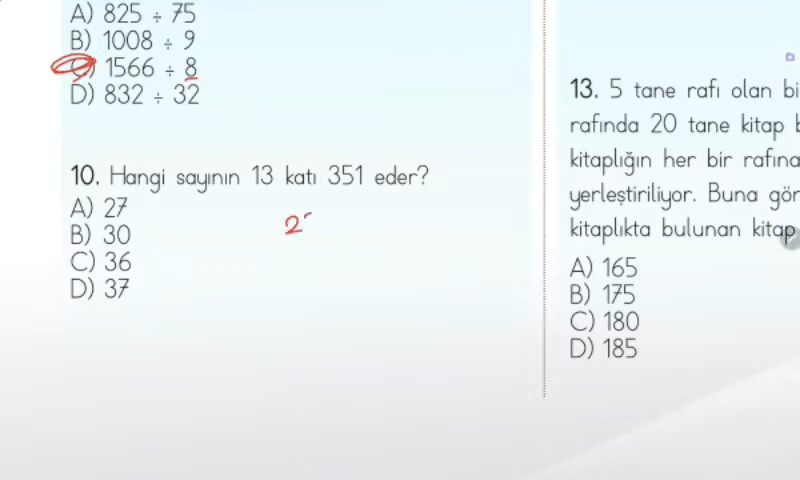 A) 825 ÷ 75
B) 1008 ÷ 9
C) 1566 ÷ 8
D) 832 ÷ 32
10. Hangi sayının 13 katı 351 eder?
A) 27
B) 30
C) 36
D) 37
2
13. 5 tane rafı olan bi
rafında 20 tane kitap b
kitaplığın her bir rafına
yerleştiriliyor. Buna gör
kitaplıkta bulunan kitap
A) 165
B) 175
C) 180
D) 185